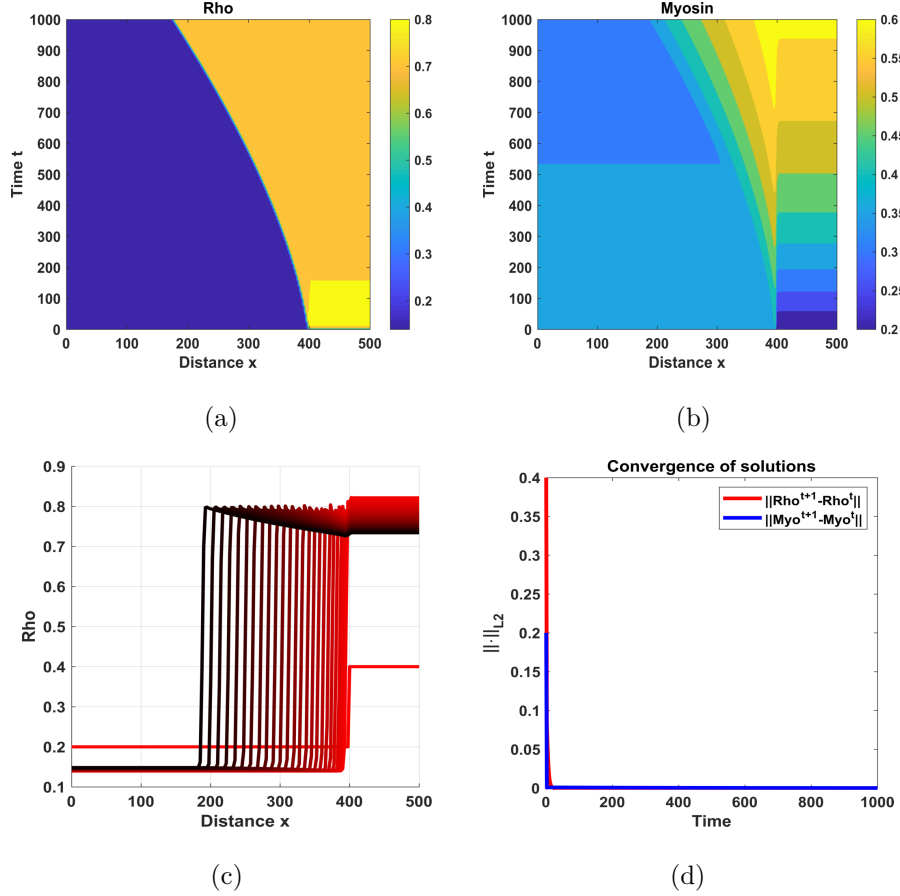 Rho
1000
900
800
700
600
500
400
300
200
100
0
Time t
0 100 200 300 400 500
Distance x
0.8
0.7
0.6
0.5
0.4
0.3
0.2
(a)
Myosin
1000
900
800
700
600
500
400
300
200
100
0
Time t
0 100 200 300 400 500
Distance x
0.6
0.55
0.5
0.45
0.4
0.35
0.3
0.25
0.2
(b)
0.9
0.8
0.7
0.6
0.5
0.4
0.3
0.2
0.1
Rho
0 100 200 300 400 500
Distance x
(c)
Convergence of solutions
0.4
0.35
0.3
0.25
0.2
0.15
0.1
0.05
0
||·||L2
||Rho^{t+1}-Rho^t||
||Myo^{t+1}-Myo^t||
0 200 400 600 800 1000
Time
(d)